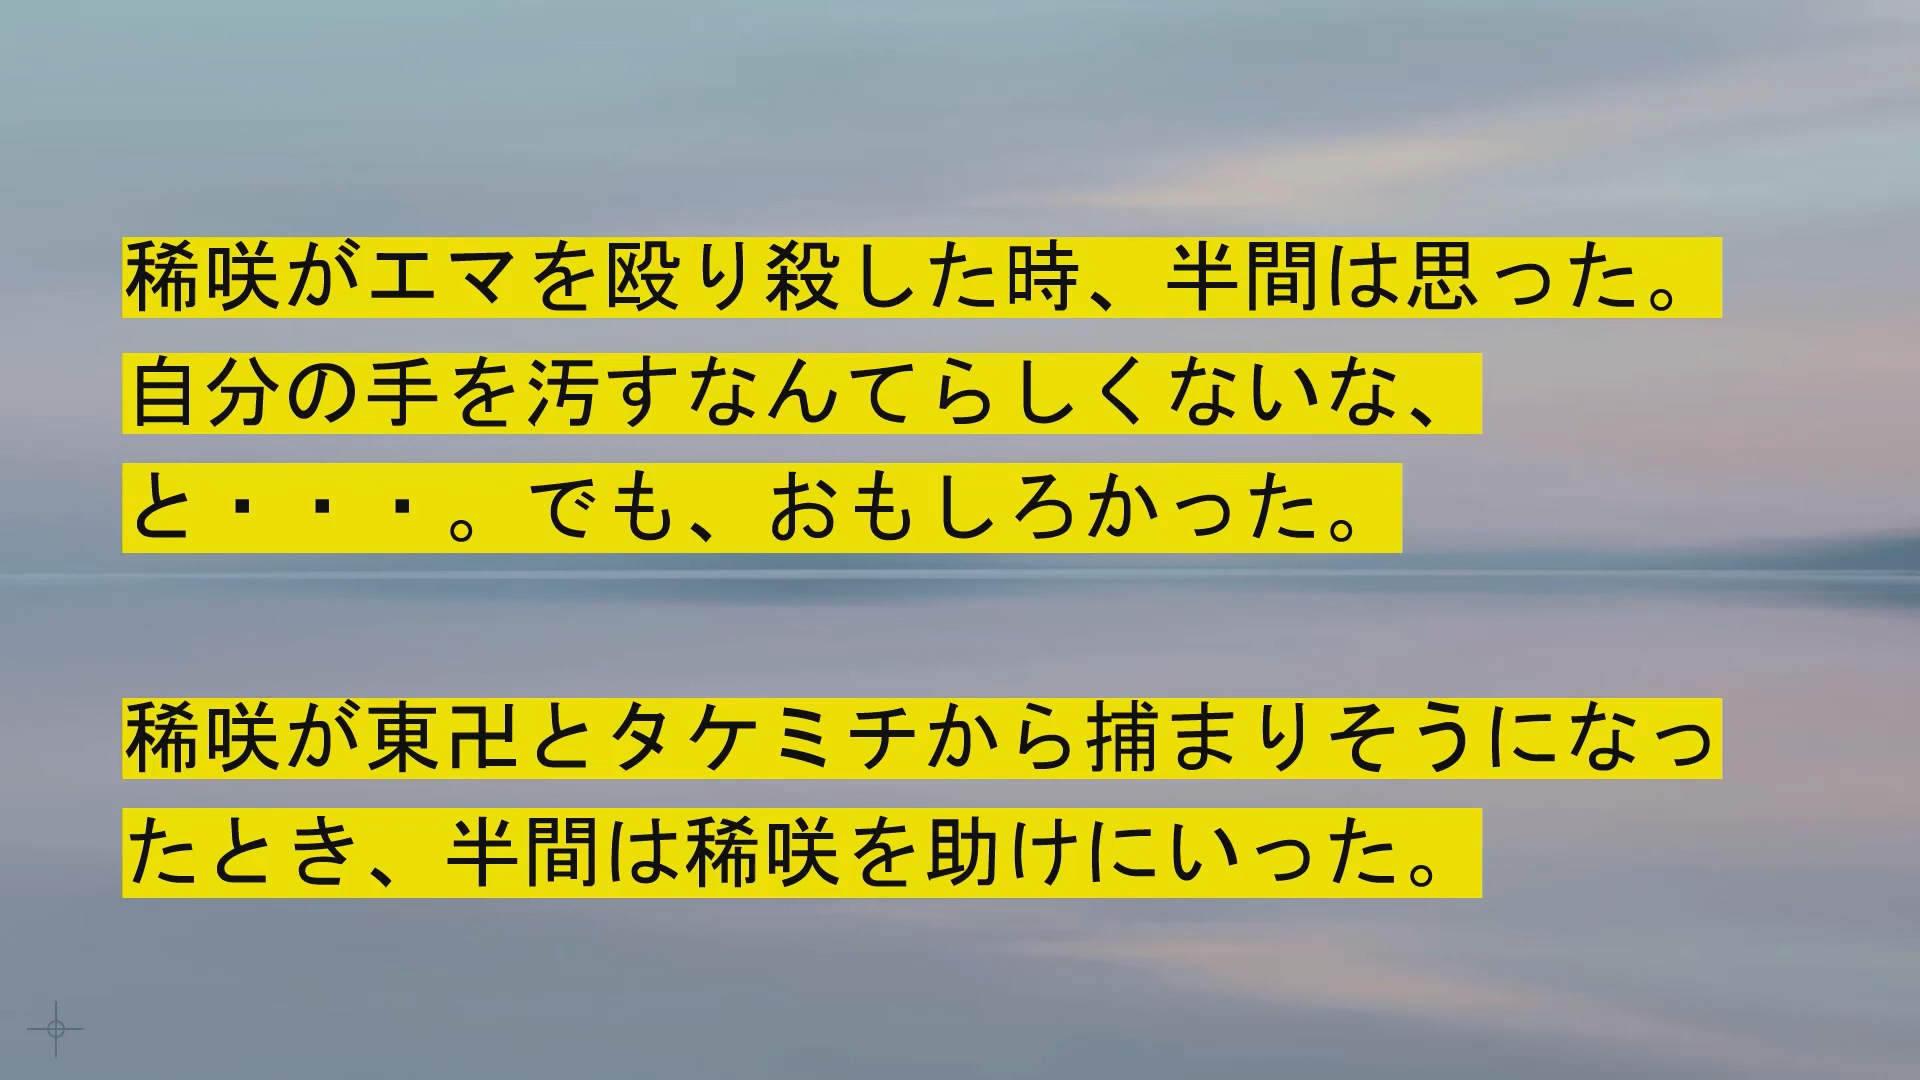 稀咲がエマを殴り殺した時、半間は思った。
自分の手を汚すなんてらしくないな、
と・・・。でも、おもしろかった。
稀咲が東卍とタケミチから捕まりそうになっ
たとき、半間は稀咲を助けにいった。